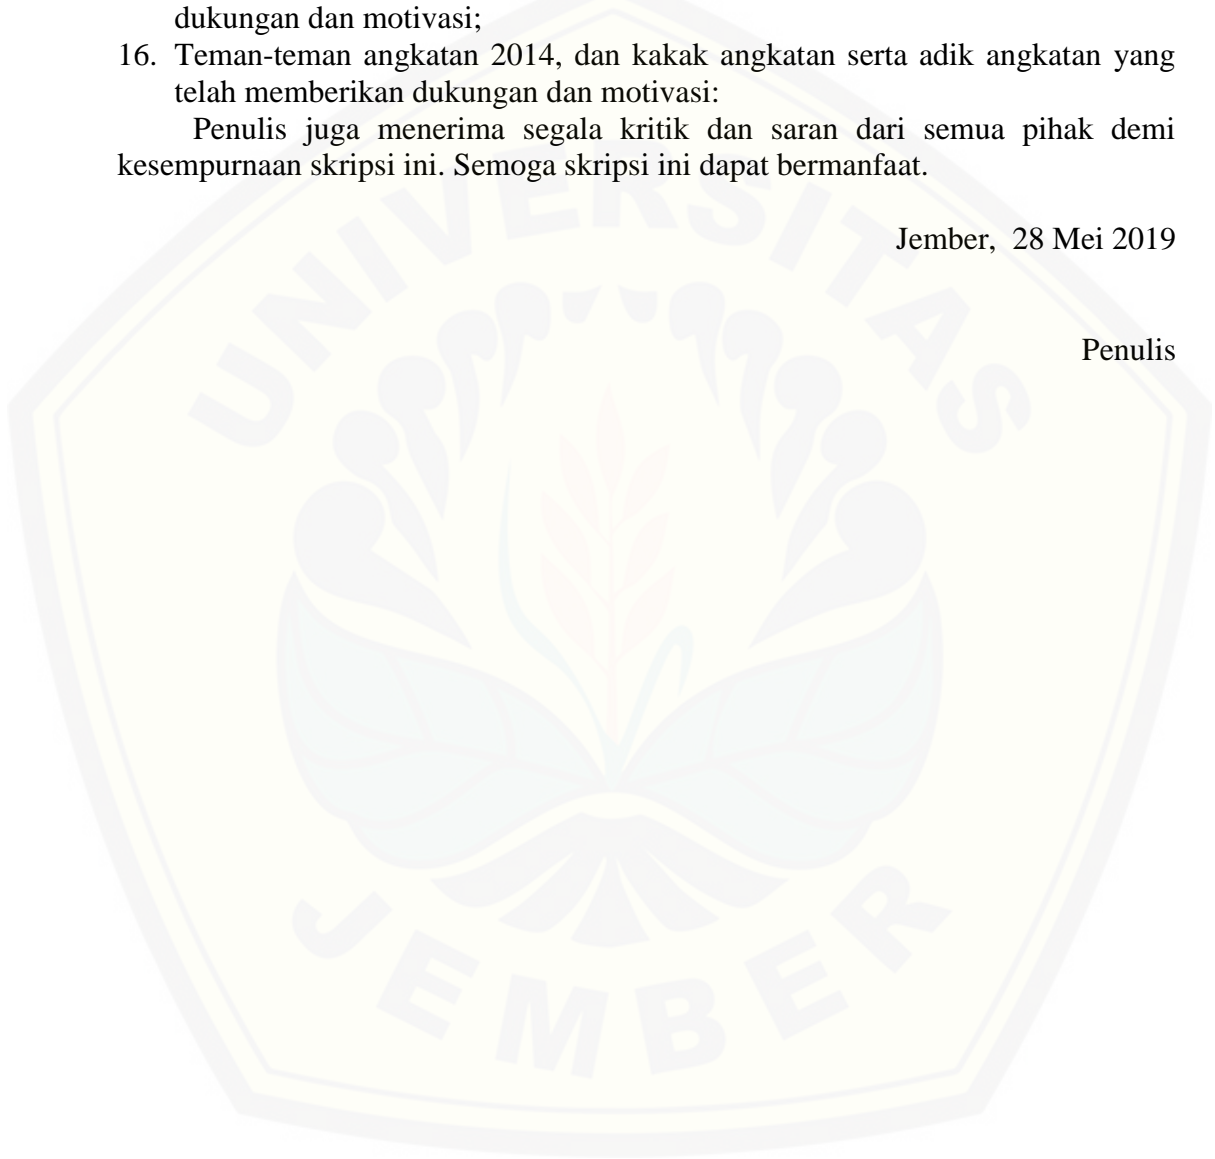 dukungan dan motivasi;
16. Teman-teman angkatan 2014, dan kakak angkatan serta adik angkatan yang
telah memberikan dukungan dan motivasi:
Penulis juga menerima segala kritik dan saran dari semua pihak demi
kesempurnaan skripsi ini. Semoga skripsi ini dapat bermanfaat.
Jember, 28 Mei 2019
Penulis
UNIVERSITAS
JEMBER